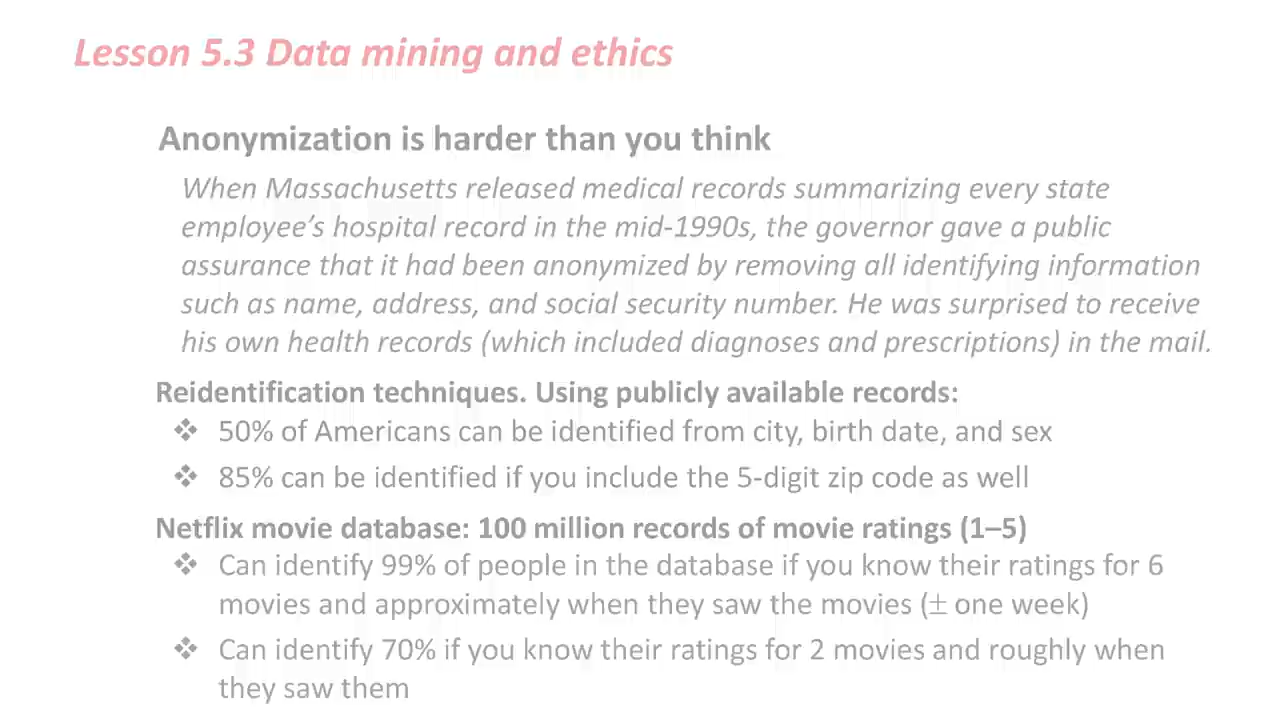 Lesson 5.3 Data mining and ethics
Anonymization is harder than you think
When Massachusetts released medical records summarizing every state
employee’s hospital record in the mid-1990s, the governor gave a public
assurance that it had been anonymized by removing all identifying information
such as name, address, and social security number. He was surprised to receive
his own health records (which included diagnoses and prescriptions) in the mail.
Reidentification techniques. Using publicly available records:
❖ 50% of Americans can be identified from city, birth date, and sex
❖ 85% can be identified if you include the 5-digit zip code as well
Netflix movie database: 100 million records of movie ratings (1–5)
❖ Can identify 99% of people in the database if you know their ratings for 6
movies and approximately when they saw the movies (± one week)
❖ Can identify 70% if you know their ratings for 2 movies and roughly when
they saw them